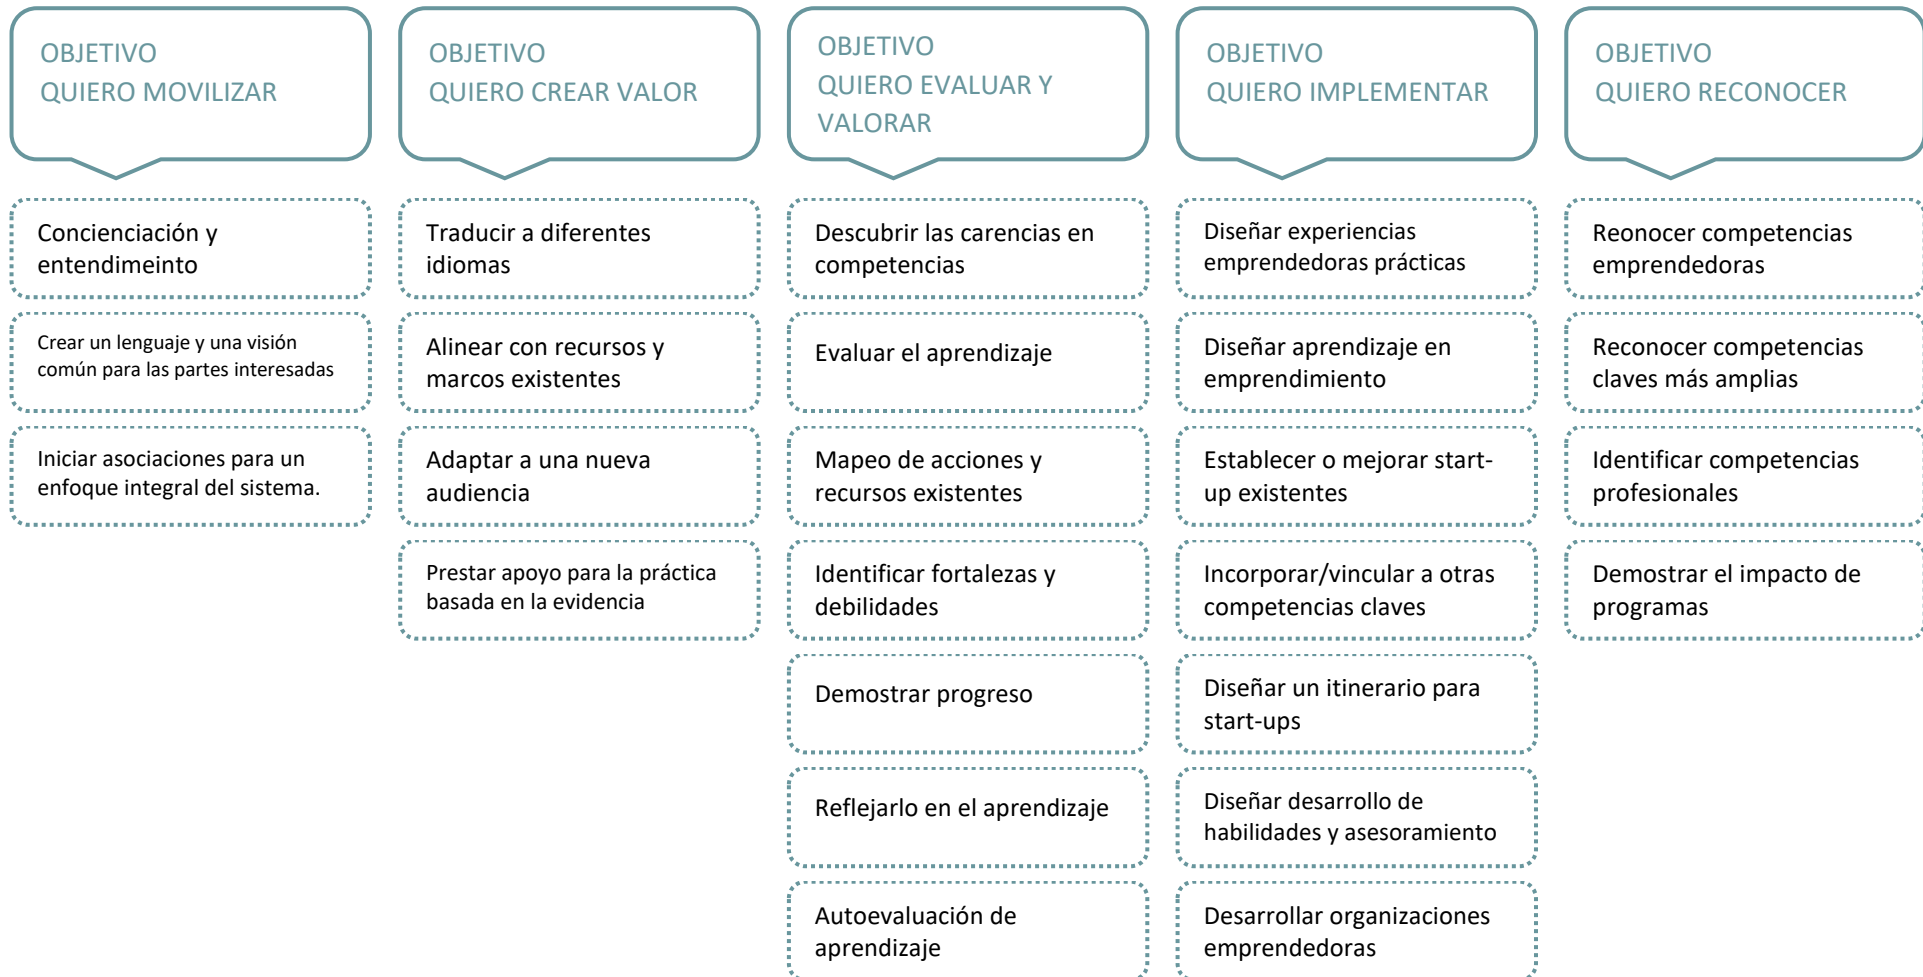 OBJETIVO
QUIERO MOVILIZAR
Concienciación y
entendimeinto
Crear un lenguaje y una visión
común para las partes interesadas
Iniciar asociaciones para un
enfoque integral del sistema.
OBJETIVO
QUIERO CREAR VALOR
Traducir a diferentes
idiomas
Alinear con recursos y
marcos existentes
Adaptar a una nueva
audiencia
Prestar apoyo para la práctica
basada en la evidencia
OBJETIVO
QUIERO EVALUAR Y
VALORAR
Descubrir las carencias en
competencias
Evaluar el aprendizaje
Mapeo de acciones y
recursos existentes
Identificar fortalezas y
debilidades
Demostrar progreso
Reflejarlo en el aprendizaje
Autoevaluación de
aprendizaje
OBJETIVO
QUIERO IMPLEMENTAR
Diseñar experiencias
emprendedoras prácticas
Diseñar aprendizaje en
emprendimiento
Establecer o mejorar start-
up existentes
Incorporar/vincular a otras
competencias claves
Diseñar un itinerario para
start-ups
Diseñar desarrollo de
habilidades y asesoramiento
Desarrollar organizaciones
emprendedoras
OBJETIVO
QUIERO RECONOCER
Reonocer competencias
emprendedoras
Reconocer competencias
claves más amplias
Identificar competencias
profesionales
Demostrar el impacto de
programas